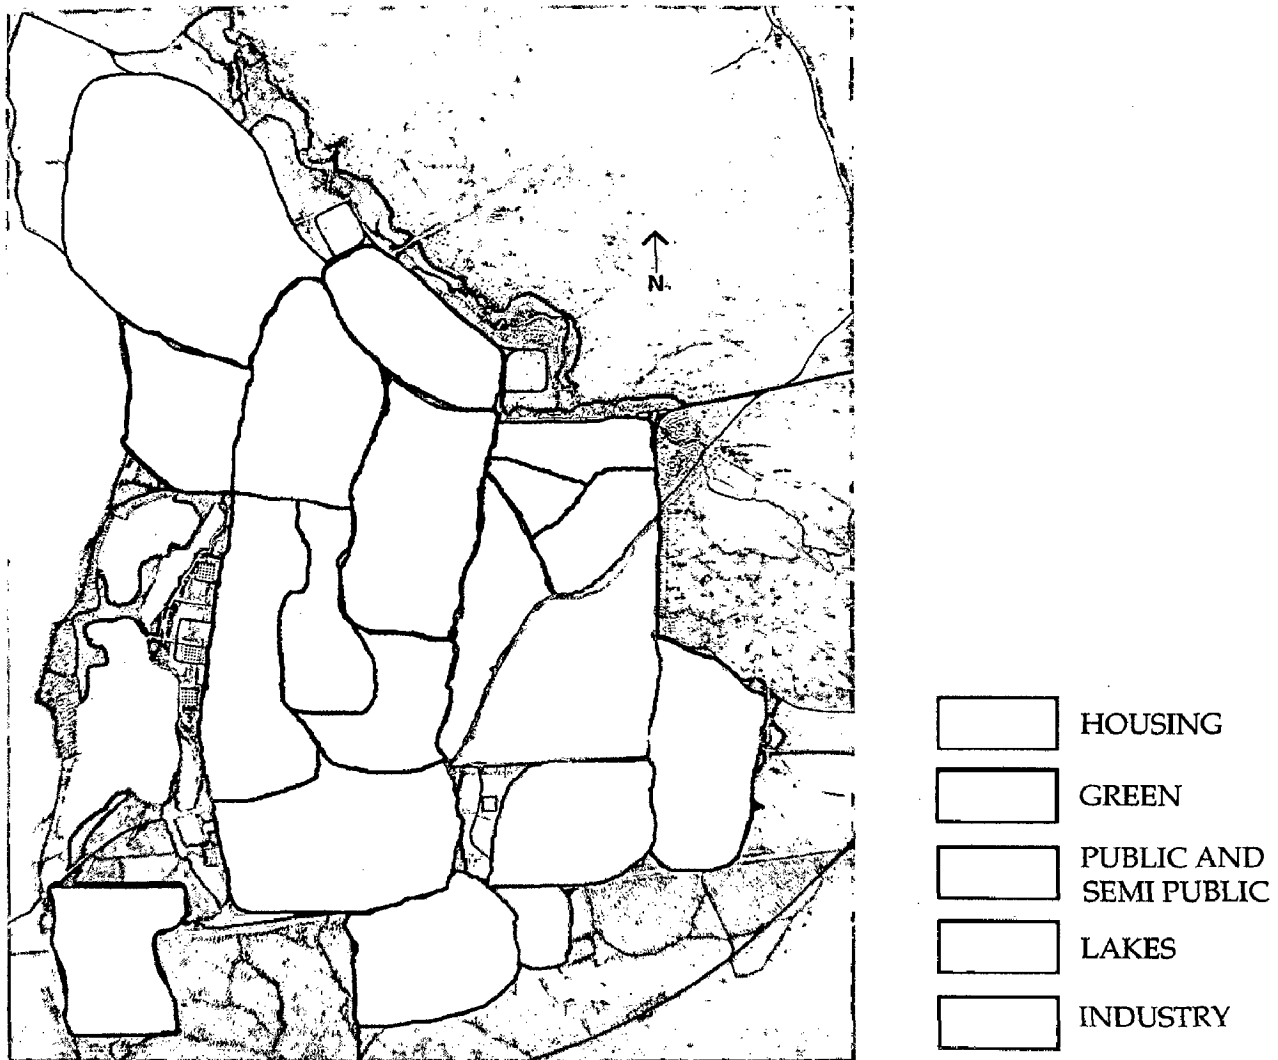 N
HOUSING
GREEN
PUBLIC AND
SEMI PUBLIC
LAKES
INDUSTRY